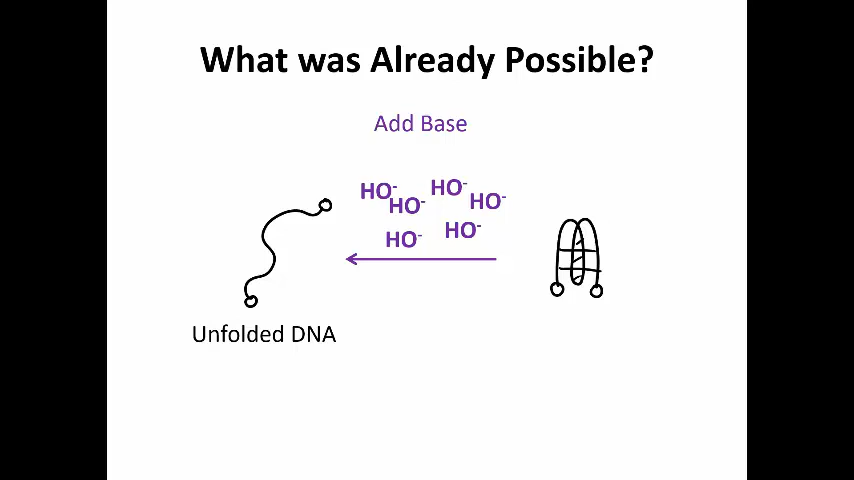 What was Already Possible?
Add Base
HO⁻ HO⁻ HO⁻ HO⁻
HO⁻ HO⁻
Unfolded DNA